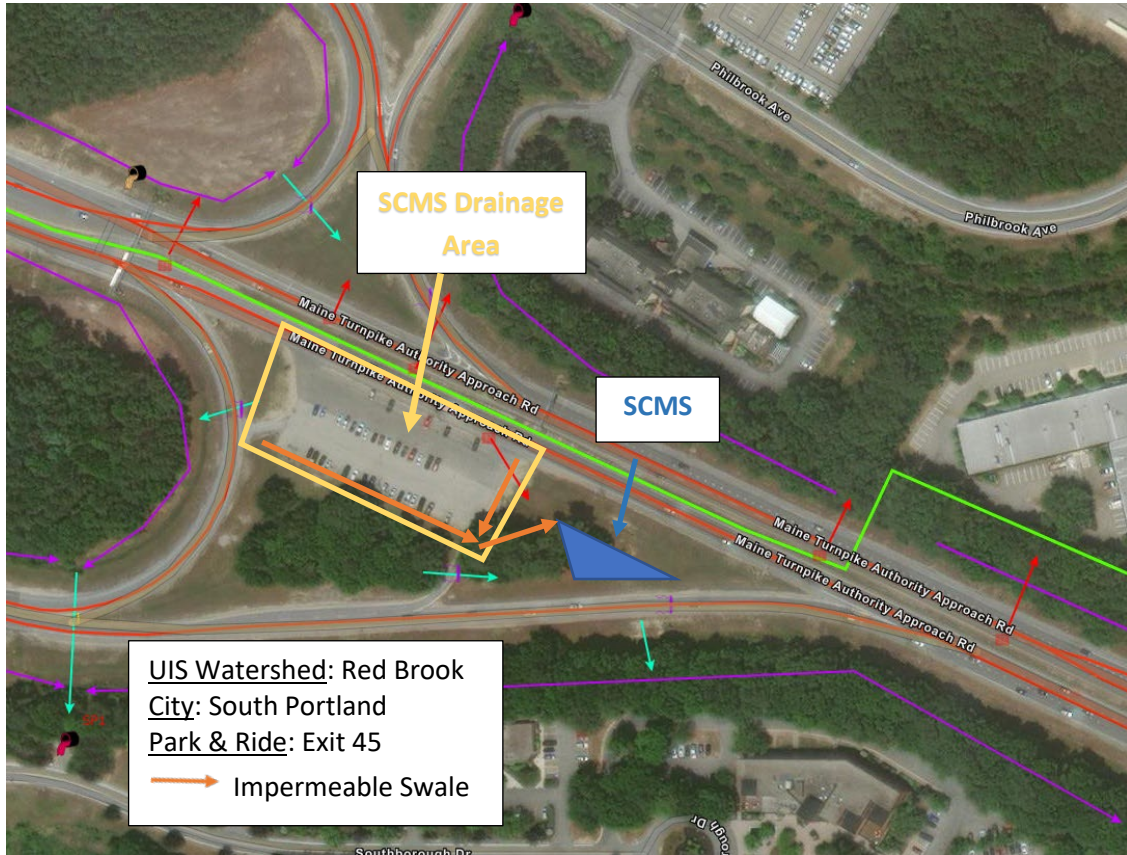 Philbrook Ave
Philbrook Ave
SCMS Drainage
Area
Maine Turnpike Authority Approach Rd
Maine Turnpike Authority Approach Rd
SCMS
Maine Turnpike Authority Approach Rd
Maine Turnpike Authority Approach Rd
UIS Watershed: Red Brook
City: South Portland
Park & Ride: Exit 45
Impermeable Swale
Southborough Dr
rough Dr